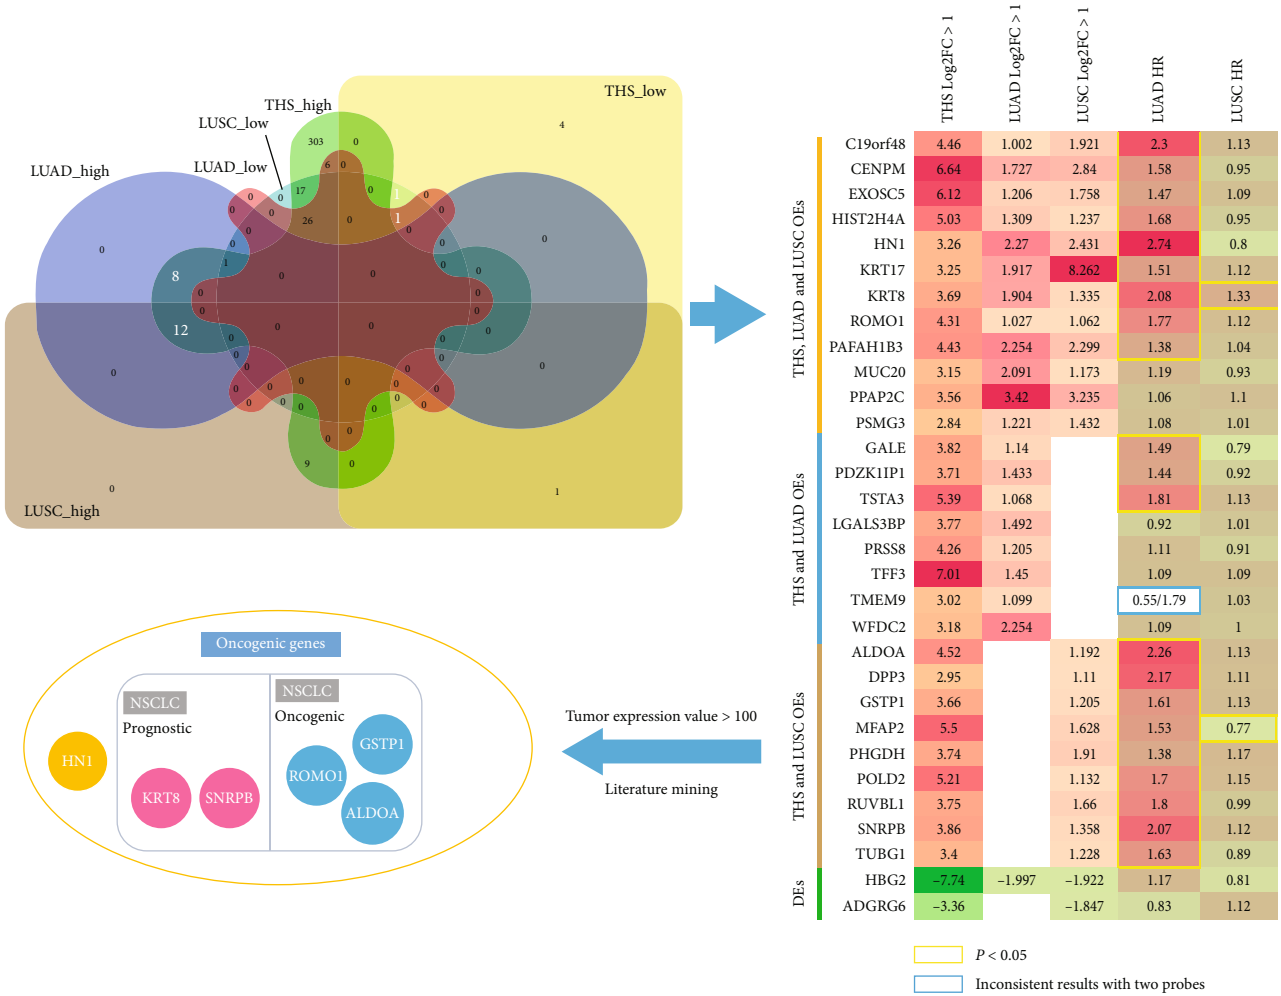 THS_low
THS_high
LUSC_low
LUAD_low
LUAD_high
LUSC_high
4
303 0
6 0
17 0 1
0 0 0 0
0 0 26 0 1 0
0 0 0 0
0 1 0 0
8 0 0 0
0 0
0 0
12 0 0 0
0 0
0 0 0 0
0 0 0 0 0 0
0 0 0 0 0 0
0 0
9 0
0 1
THS Log2FC > 1
LUAD Log2FC > 1
LUSC Log2FC > 1
LUAD HR
LUSC HR
THS, LUAD and LUSC OEs
C19orf48 4.46 1.002 1.921 2.3 1.13
CENPM 6.64 1.727 2.84 1.58 0.95
EXOSC5 6.12 1.206 1.758 1.47 1.09
HIST2H4A 5.03 1.309 1.237 1.68 0.95
HN1 3.26 2.27 2.431 2.74 0.8
KRT17 3.25 1.917 8.262 1.51 1.12
KRT8 3.69 1.904 1.335 2.08 1.33
ROMO1 4.31 1.027 1.062 1.77 1.12
PAFAH1B3 4.43 2.254 2.299 1.38 1.04
MUC20 3.15 2.091 1.173 1.19 0.93
PPAP2C 3.56 3.42 3.235 1.06 1.1
PSMG3 2.84 1.221 1.432 1.08 1.01
THS and LUAD OEs
GALE 3.82 1.14 1.49 0.79
PDZK1IP1 3.71 1.433 1.44 0.92
TSTA3 5.39 1.068 1.81 1.13
LGALS3BP 3.77 1.492 0.92 1.01
PRSS8 4.26 1.205 1.11 0.91
TFF3 7.01 1.45 1.09 1.09
TMEM9 3.02 1.099 0.55/1.79 1.03
WFDC2 3.18 2.254 1.09 1
THS and LUSC OEs
ALDOA 4.52 1.192 2.26 1.13
DPP3 2.95 1.11 2.17 1.11
GSTP1 3.66 1.205 1.61 1.13
MFAP2 5.5 1.628 1.53 0.77
PHGDH 3.74 1.91 1.38 1.17
POLD2 5.21 1.132 1.7 1.15
RUVBL1 3.75 1.66 1.8 0.99
SNRPB 3.86 1.358 2.07 1.12
TUBG1 3.4 1.228 1.63 0.89
DEs
HBG2 −7.74 −1.997 −1.922 1.17 0.81
ADGRG6 −3.36 −1.847 0.83 1.12
P < 0.05
Inconsistent results with two probes
Tumor expression value > 100
Literature mining
Oncogenic genes
NSCLC
Prognostic
NSCLC
Oncogenic
HN1
KRT8
SNRPB
GSTP1
ROMO1
ALDOA